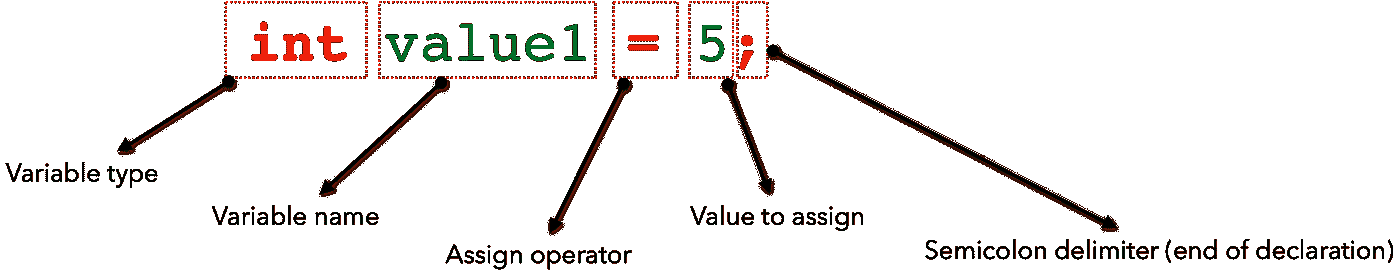 int value1 = 5;
Variable type
Variable name
Value to assign
Assign operator
Semicolon delimiter (end of declaration)